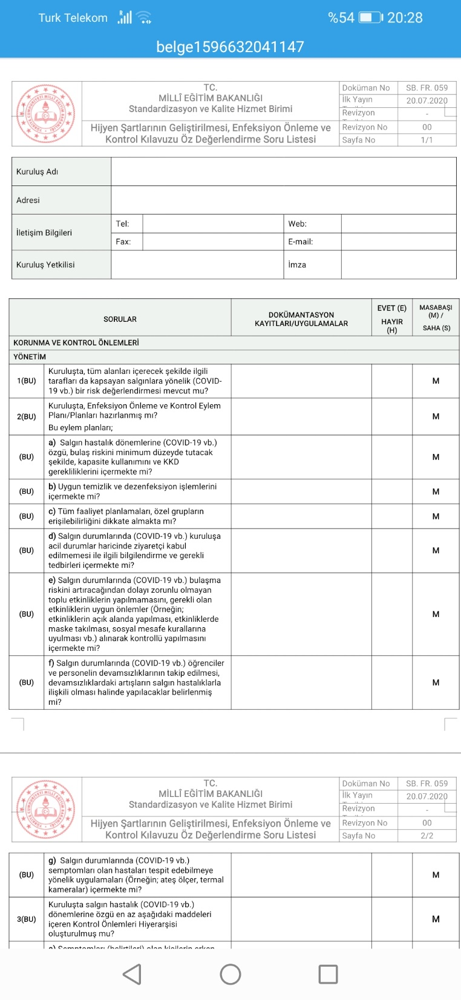 Turk Telekom
R
%54
20:28
belge1596632041147
TC.
MİLLÎ EĞİTİM BAKANLIĞI
Standardizasyon ve Kalite Hizmet Birimi
Hijyen Şartlarının Geliştirilmesi, Enfeksiyon Önleme ve
Kontrol Kılavuzu Öz Değerlendirme Soru Listesi
Doküman No SB. FR. 059
İlk Yayın 20.07.2020
Revizyon -
Revizyon No 00
Sayfa No 1/1
Kuruluş Adı
Adresi
İletişim Bilgileri
Tel: Web:
Fax: E-mail:
Kuruluş Yetkilisi İmza
SORULAR
DOKÜMANTASYON
KAYITLARI/UYGULAMALAR
EVET (E)
HAYIR
(H)
MASABAŞI
(M) /
SAHA (S)
KORUNMA VE KONTROL ÖNLEMLERİ
YÖNETİM
1(BU)
Kuruluşta, tüm alanları içerecek şekilde ilgili
tarafları da kapsayan salgınlara yönelik (COVID-
19 vb.) bir risk değerlendirmesi mevcut mu?
M
2(BU)
Kuruluşta, Enfeksiyon Önleme ve Kontrol Eylem
Planı/Planları hazırlanmış mı?
Bu eylem planları;
M
(BU)
a) Salgın hastalık dönemlerine (COVID-19 vb.)
özgü, bulaş riskini minimum düzeyde tutacak
şekilde, kapasite kullanımını ve KKD
gerekliliklerini içermekte mi?
M
(BU)
b) Uygun temizlik ve dezenfeksiyon işlemlerini
içermekte mi?
M
(BU)
c) Tüm faaliyet planlamaları, özel grupların
erişilebilirliğini dikkate almakta mı?
M
(BU)
d) Salgın durumlarında (COVID-19 vb.) kuruluşa
acil durumlar haricinde ziyaretçi kabul
edilmemesi ile ilgili bilgilendirme ve gerekli
tedbirleri içermekte mi?
M
(BU)
e) Salgın durumlarında (COVID-19 vb.) bulaşma
riskini artıracağından dolayı zorunlu olmayan
toplu etkinliklerin yapılmamasını, gerekli olan
etkinliklerin uygun önlemler (Örneğin;
etkinliklerin açık alanda yapılması, etkinliklerde
maske takılması, sosyal mesafe kurallarına
uyulması vb.) alınarak kontrollü yapılmasını
içermekte mi?
M
(BU)
f) Salgın durumlarında (COVID-19 vb.) öğrenciler
ve personelin devamsızlıklarının takip edilmesi,
devamsızlıklardaki artışların salgın hastalıklarla
ilişkili olması halinde yapılacaklar belirlenmiş
mi?
M
TC.
MİLLÎ EĞİTİM BAKANLIĞI
Standardizasyon ve Kalite Hizmet Birimi
Hijyen Şartlarının Geliştirilmesi, Enfeksiyon Önleme ve
Kontrol Kılavuzu Öz Değerlendirme Soru Listesi
Doküman No SB. FR. 059
İlk Yayın 20.07.2020
Revizyon -
Revizyon No 00
Sayfa No 2/2
(BU)
g) Salgın durumlarında (COVID-19 vb.)
semptomları olan hastaları tespit edebilmeye
yönelik uygulamaları (Örneğin; ateş ölçer, termal
kameralar) içermekte mi?
M
3(BU)
Kuruluşta salgın hastalık (COVID-19 vb.)
dönemlerine özgü en az aşağıdaki maddeleri
içeren Kontrol Önlemleri Hiyerarşisi
oluşturulmuş mu?
M